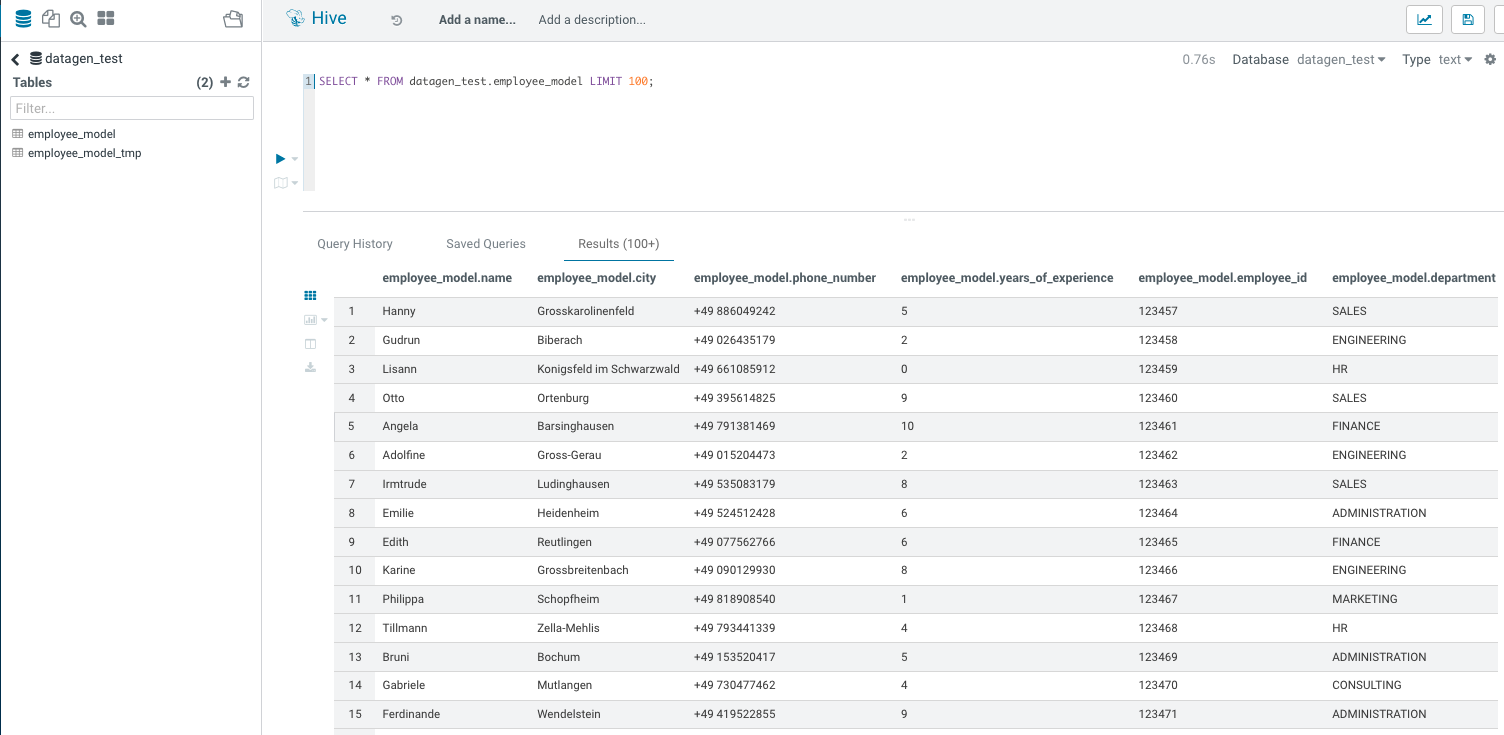 Hive Add a name... Add a description...
datagen_test
0.76s Database datagen_test Type text
Tables (2)
1 SELECT * FROM datagen_test.employee_model LIMIT 100;
Filter...
employee_model
employee_model_tmp
Query History Saved Queries Results (100+)
employee_model.name employee_model.city employee_model.phone_number employee_model.years_of_experience employee_model.employee_id employee_model.department
1 Hanny Grosskarolinenfeld +49 886049242 5 123457 SALES
2 Gudrun Biberach +49 026435179 2 123458 ENGINEERING
3 Lisann Konigsfeld im Schwarzwald +49 661085912 0 123459 HR
4 Otto Ortenburg +49 395614825 9 123460 SALES
5 Angela Barsinghausen +49 791381469 10 123461 FINANCE
6 Adolfine Gross-Gerau +49 015204473 2 123462 ENGINEERING
7 Irmtrude Ludinghausen +49 535083179 8 123463 SALES
8 Emilie Heidenheim +49 524512428 6 123464 ADMINISTRATION
9 Edith Reutlingen +49 077562766 6 123465 FINANCE
10 Karine Grossbreitenbach +49 090129930 8 123466 ENGINEERING
11 Philippa Schopfheim +49 818908540 1 123467 MARKETING
12 Tillmann Zella-Mehlis +49 793441339 4 123468 HR
13 Bruni Bochum +49 153520417 5 123469 ADMINISTRATION
14 Gabriele Mutlangen +49 730477462 4 123470 CONSULTING
15 Ferdinande Wendelstein +49 419522855 9 123471 ADMINISTRATION